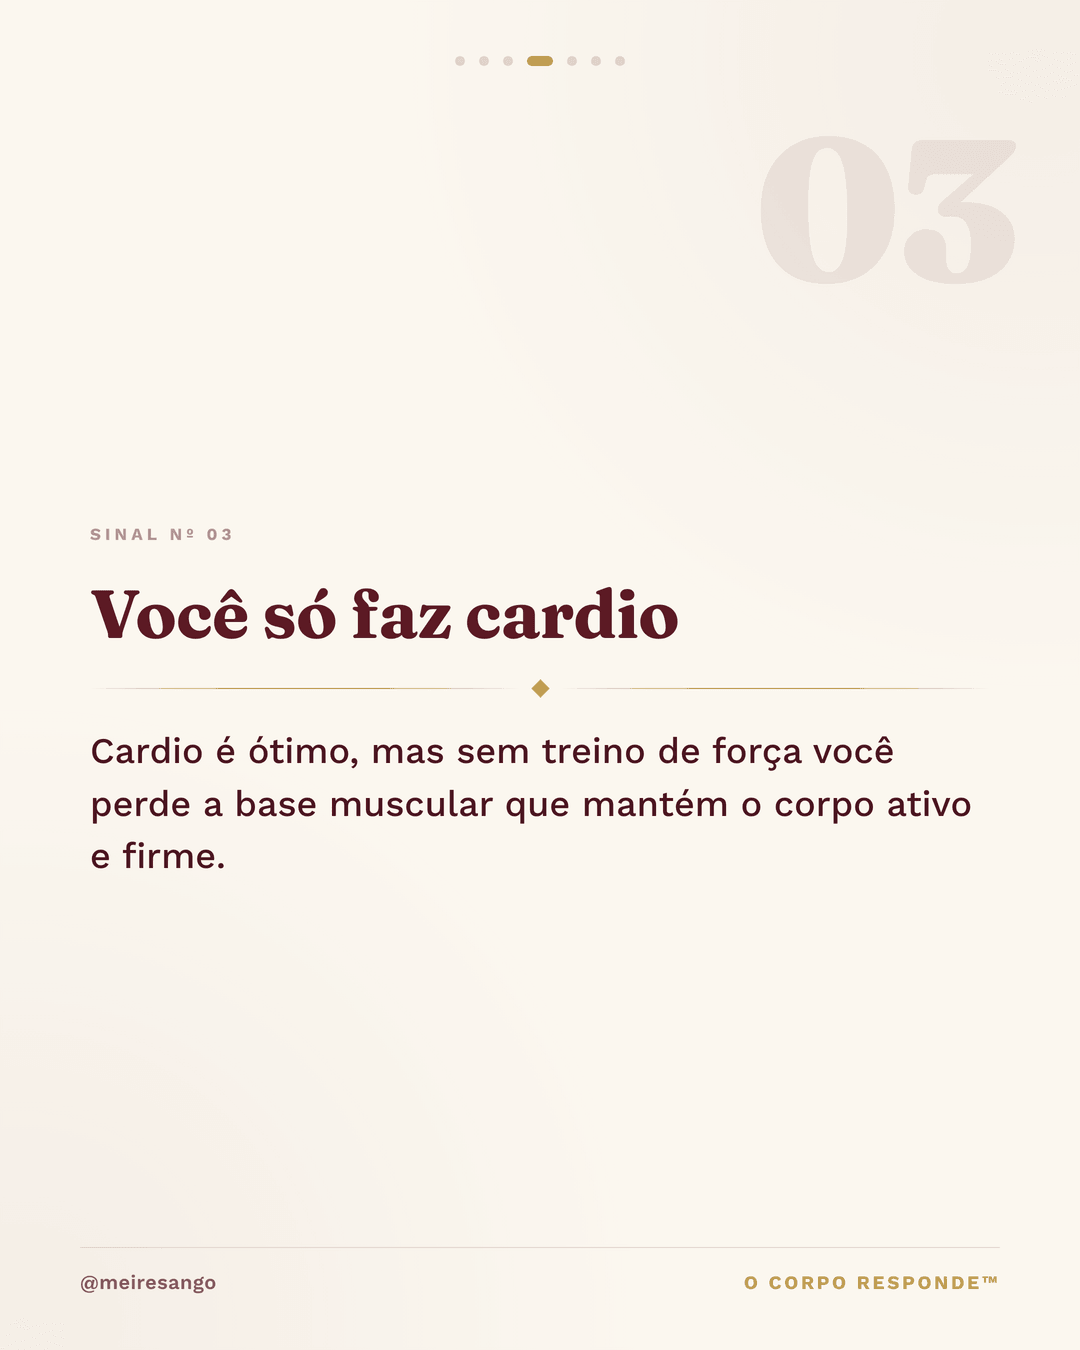 03
SINAL Nº 03
Você só faz cardio
Cardio é ótimo, mas sem treino de força você
perde a base muscular que mantém o corpo ativo
e firme.
@meiresango
O CORPO RESPONDE™